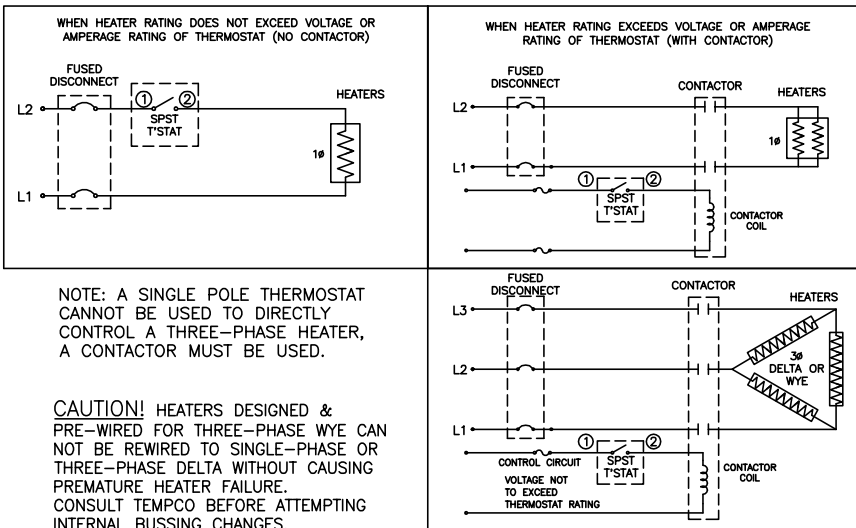 WHEN HEATER RATING DOES NOT EXCEED VOLTAGE OR
AMPERAGE RATING OF THERMOSTAT (NO CONTACTOR)
FUSED
DISCONNECT
HEATERS
L2
① ②
SPST
T'STAT
1ø
L1
WHEN HEATER RATING EXCEEDS VOLTAGE OR AMPERAGE
RATING OF THERMOSTAT (WITH CONTACTOR)
FUSED
DISCONNECT
CONTACTOR
HEATERS
L2
1ø
L1
① ②
SPST
T'STAT
CONTACTOR
COIL
NOTE: A SINGLE POLE THERMOSTAT
CANNOT BE USED TO DIRECTLY
CONTROL A THREE-PHASE HEATER,
A CONTACTOR MUST BE USED.
CAUTION! HEATERS DESIGNED &
PRE-WIRED FOR THREE-PHASE WYE CAN
NOT BE REWIRED TO SINGLE-PHASE OR
THREE-PHASE DELTA WITHOUT CAUSING
PREMATURE HEATER FAILURE.
CONSULT TEMPCO BEFORE ATTEMPTING
INTERNAL BUSSING CHANGES
FUSED
DISCONNECT
CONTACTOR
HEATERS
L3
3ø
DELTA OR
WYE
L2
L1
① ②
CONTROL CIRCUIT
SPST
T'STAT
VOLTAGE NOT
TO EXCEED
THERMOSTAT RATING
CONTACTOR
COIL